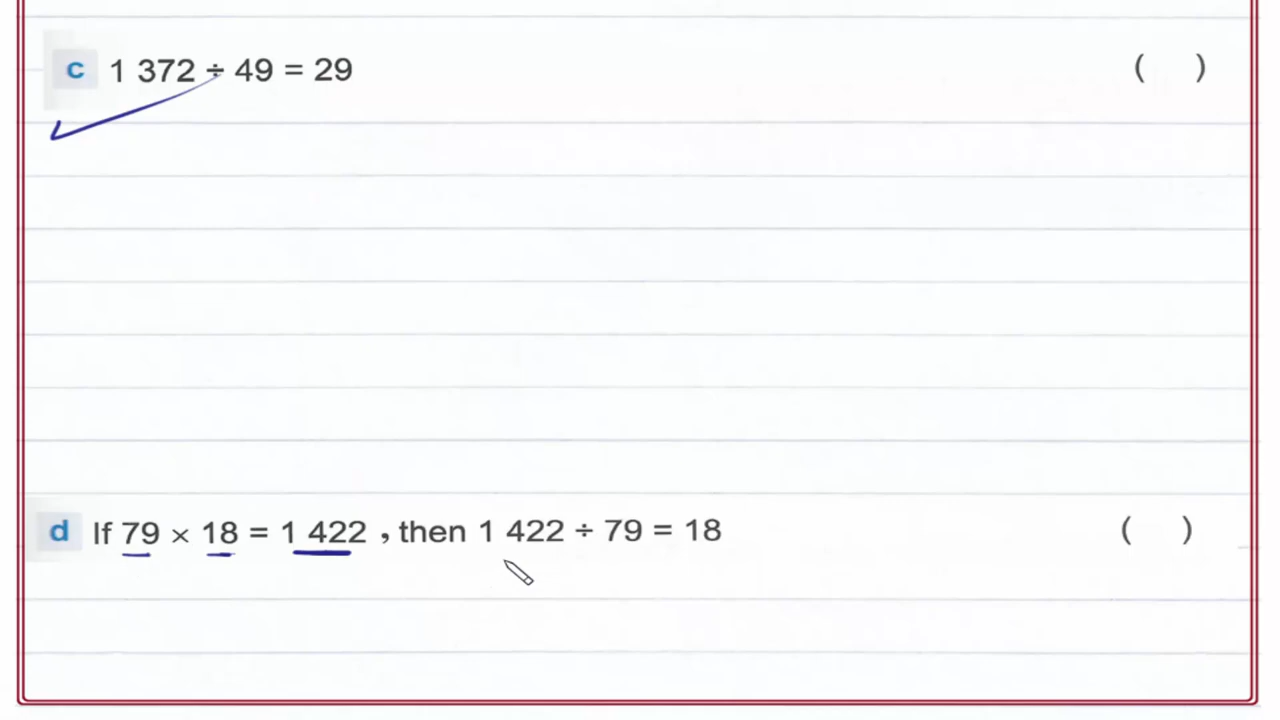 c 1 372 ÷ 49 = 29 ( )
d If 79 × 18 = 1 422 , then 1 422 ÷ 79 = 18 ( )